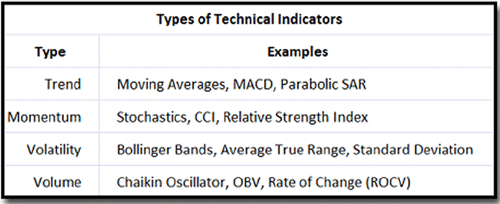 Types of Technical Indicators
Type Examples
Trend Moving Averages, MACD, Parabolic SAR
Momentum Stochastics, CCI, Relative Strength Index
Volatility Bollinger Bands, Average True Range, Standard Deviation
Volume Chaikin Oscillator, OBV, Rate of Change (ROCV)